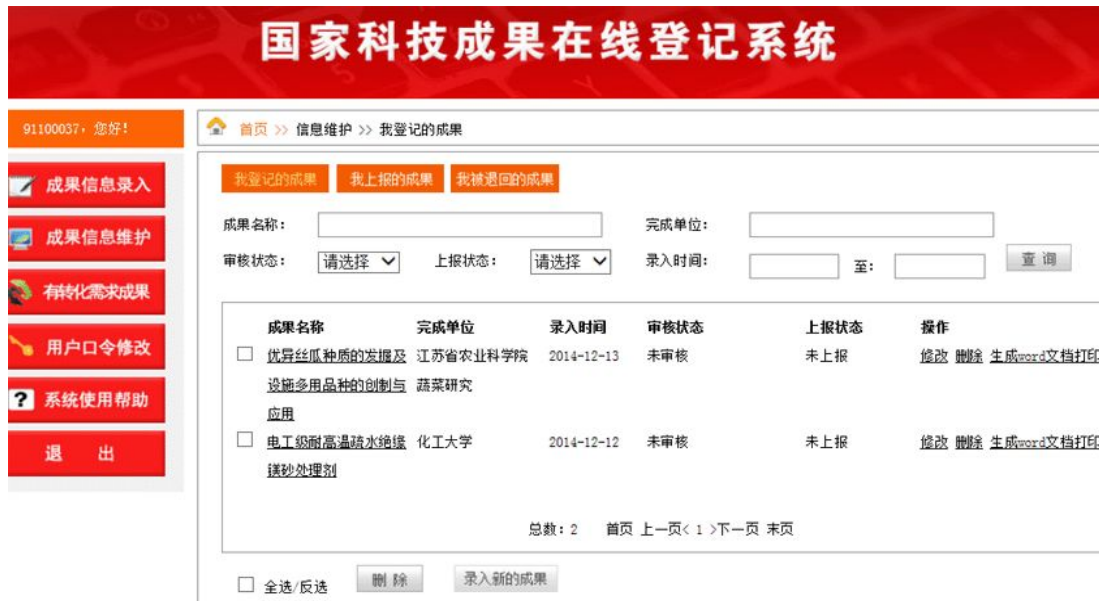 国家科技成果在线登记系统
91100037，您好!
首页 >> 信息维护 >> 我登记的成果
成果信息录入
成果信息维护
有转化需求成果
用户口令修改
系统使用帮助
退 出
我登记的成果 我上报的成果 我被退回的成果
成果名称： 完成单位：
审核状态： 请选择 上报状态： 请选择 录入时间： 至： 查 询
成果名称 完成单位 录入时间 审核状态 上报状态 操作
优异丝瓜种质的发掘及 江苏省农业科学院 2014-12-13 未审核 未上报 修改 删除 生成word文档打印
设施多用品种的创制与 蔬菜研究
应用
电工级耐高温疏水绝缘 化工大学 2014-12-12 未审核 未上报 修改 删除 生成word文档打印
镁砂处理剂
总数：2 首页 上一页< 1 >下一页 末页
全选/反选 删 除 录入新的成果